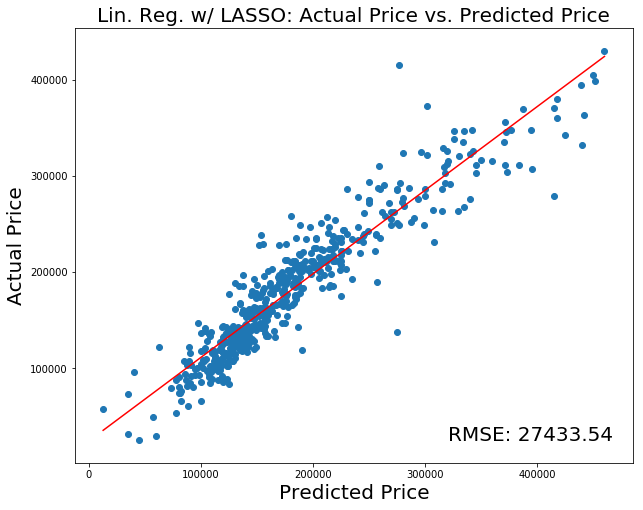 Lin. Reg. w/ LASSO: Actual Price vs. Predicted Price
Actual Price
400000
300000
200000
100000
RMSE: 27433.54
0
100000
200000
300000
400000
Predicted Price